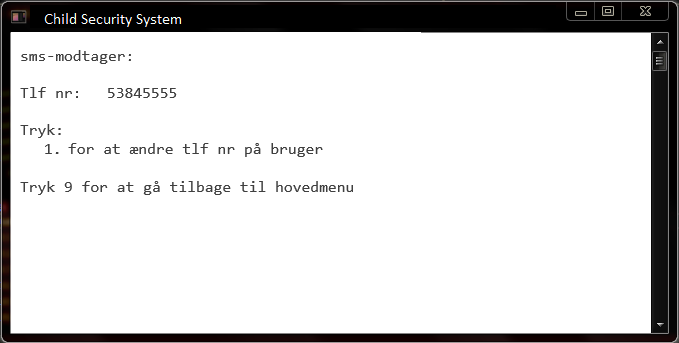 Child Security System
sms-modtager:
Tlf nr:   53845555
Tryk:
1. for at ændre tlf nr på bruger
Tryk 9 for at gå tilbage til hovedmenu